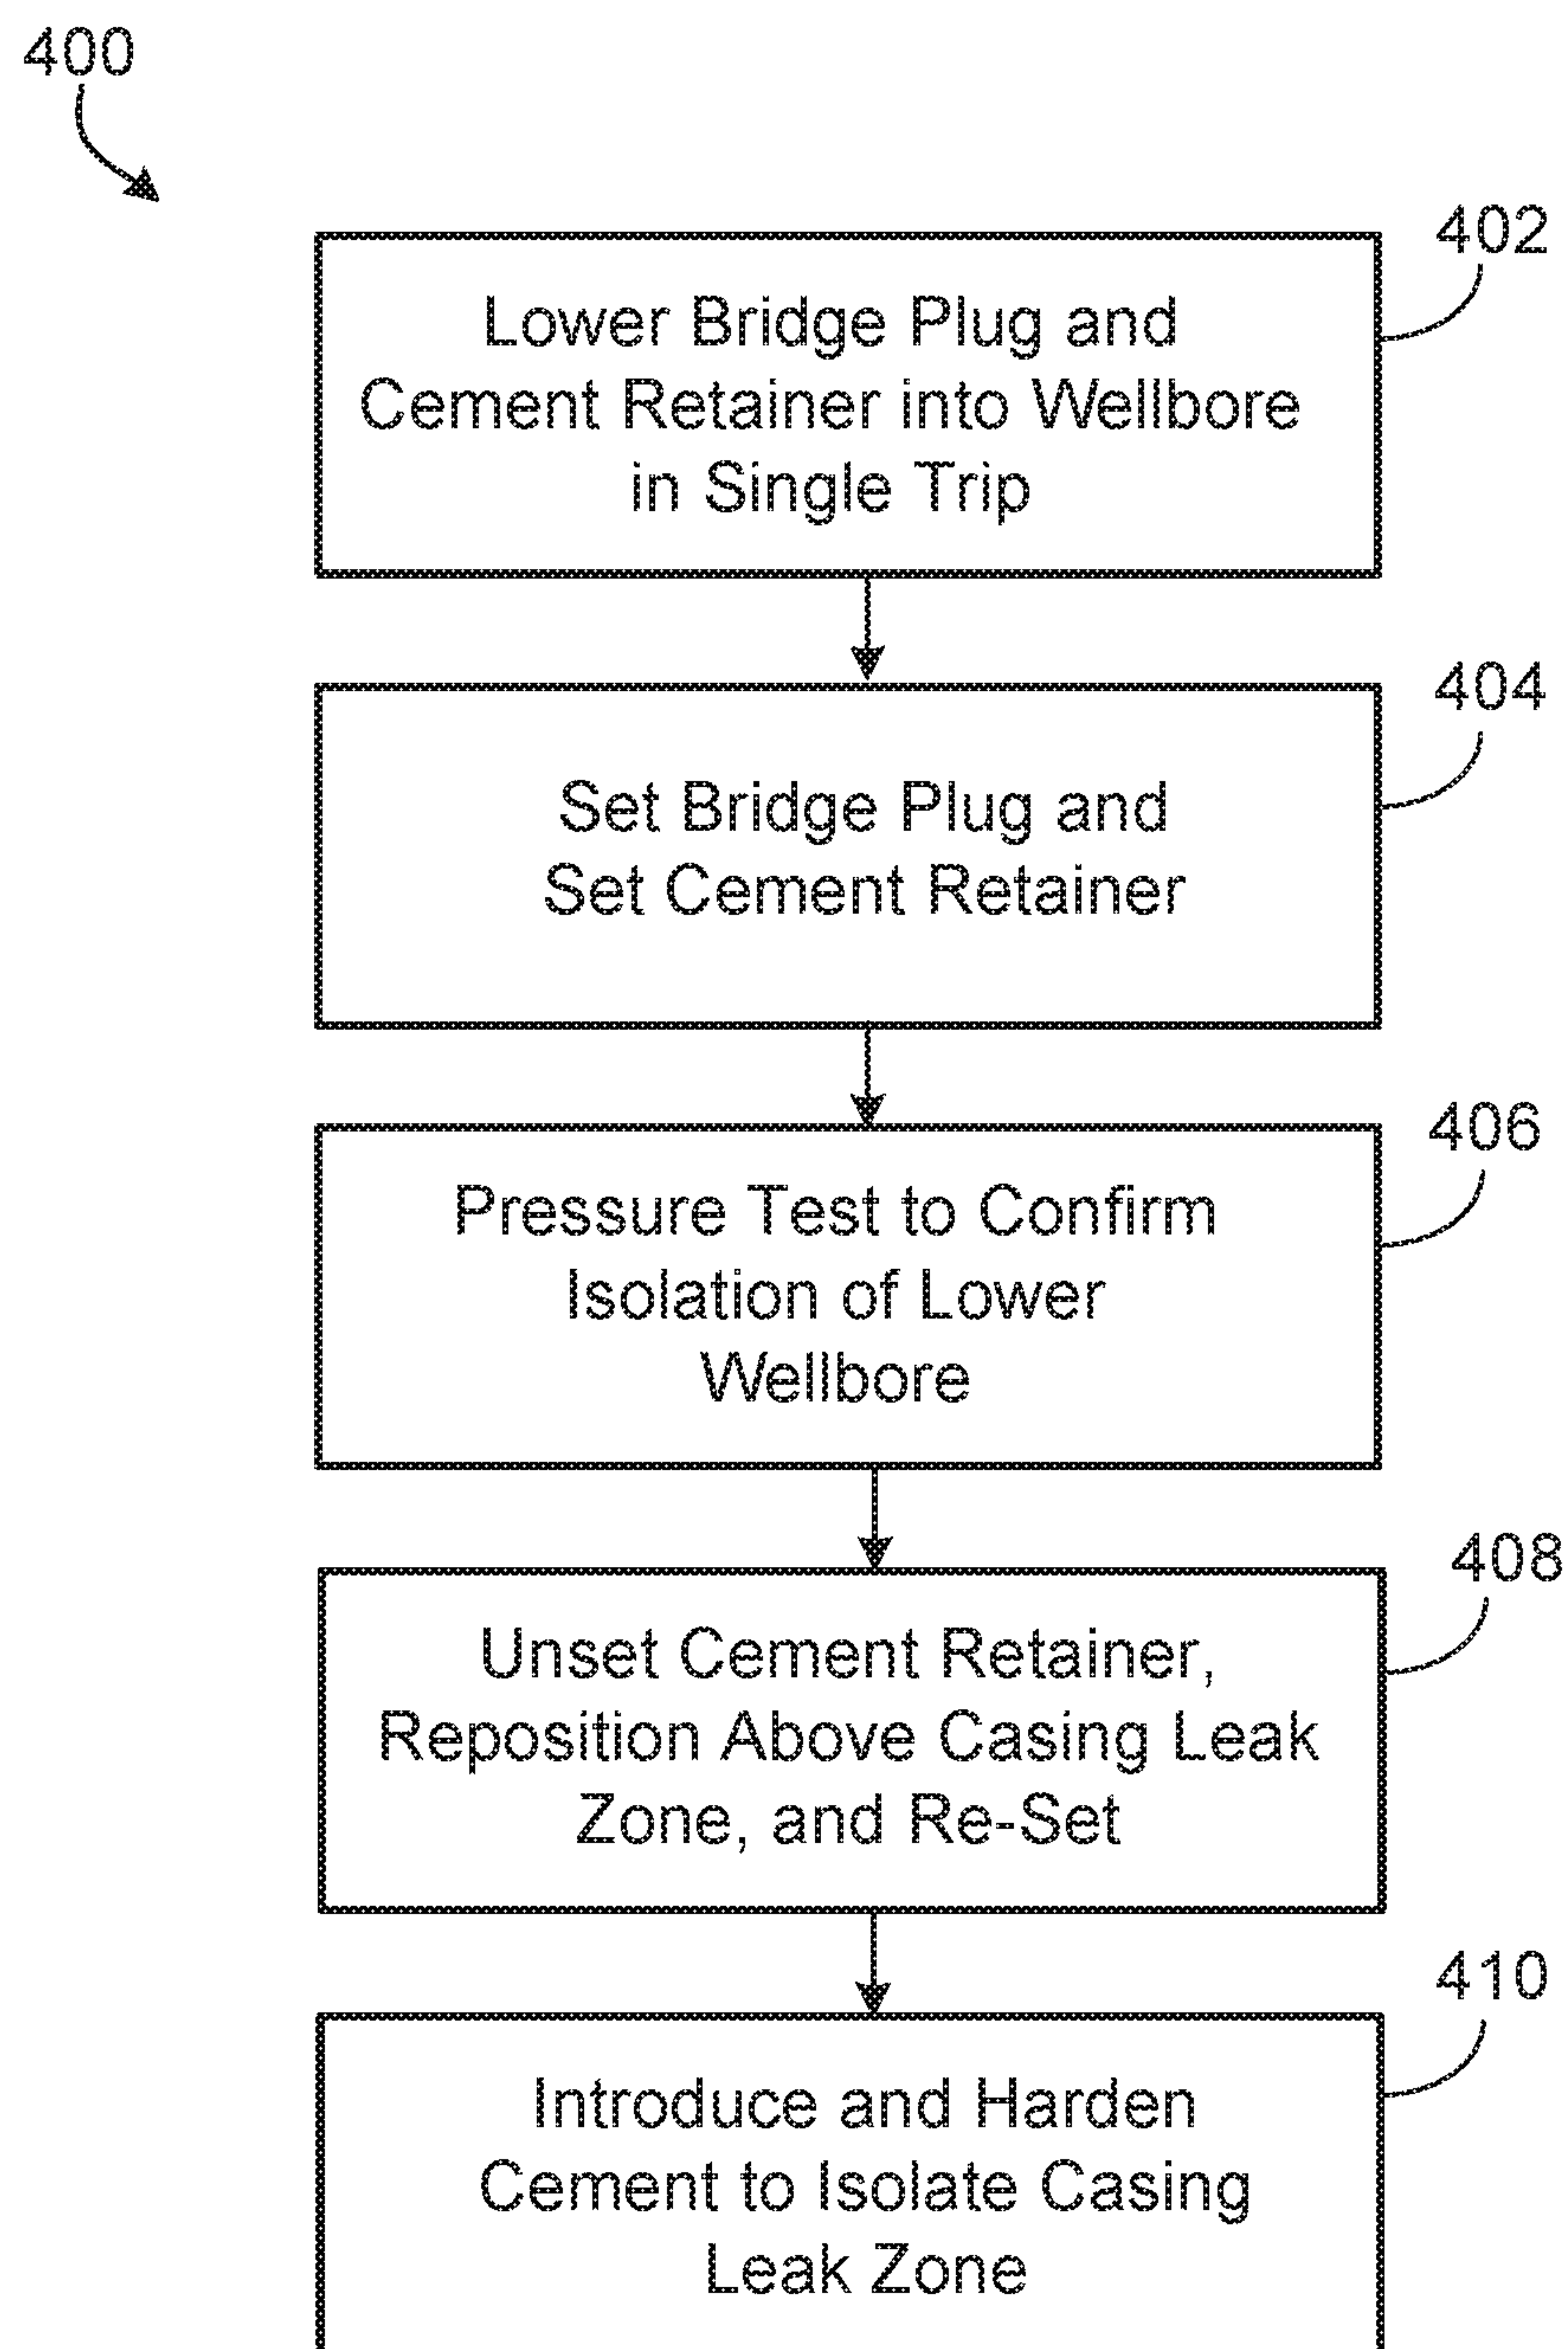 400
402
Lower Bridge Plug and
Cement Retainer into Wellbore
in Single Trip
404
Set Bridge Plug and
Set Cement Retainer
406
Pressure Test to Confirm
Isolation of Lower
Wellbore
408
Unset Cement Retainer,
Reposition Above Casing Leak
Zone, and Re-Set
410
Introduce and Harden
Cement to Isolate Casing
Leak Zone